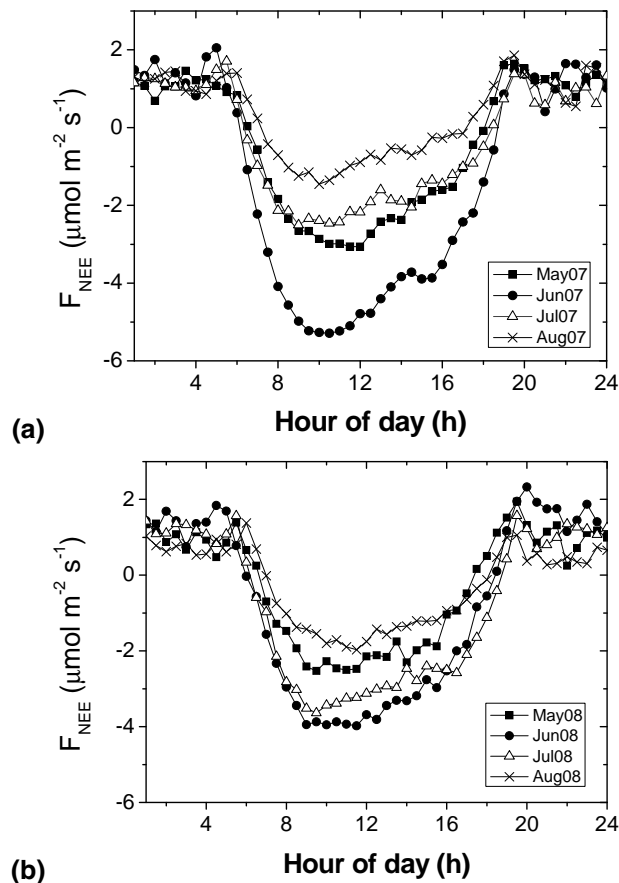 2
0
-2
-4
-6
F_NEE (μmol m⁻² s⁻¹)
May07
Jun07
Jul07
Aug07
4 8 12 16 20 24
Hour of day (h)
(a)
2
0
-2
-4
-6
F_NEE (μmol m⁻² s⁻¹)
May08
Jun08
Jul08
Aug08
4 8 12 16 20 24
Hour of day (h)
(b)